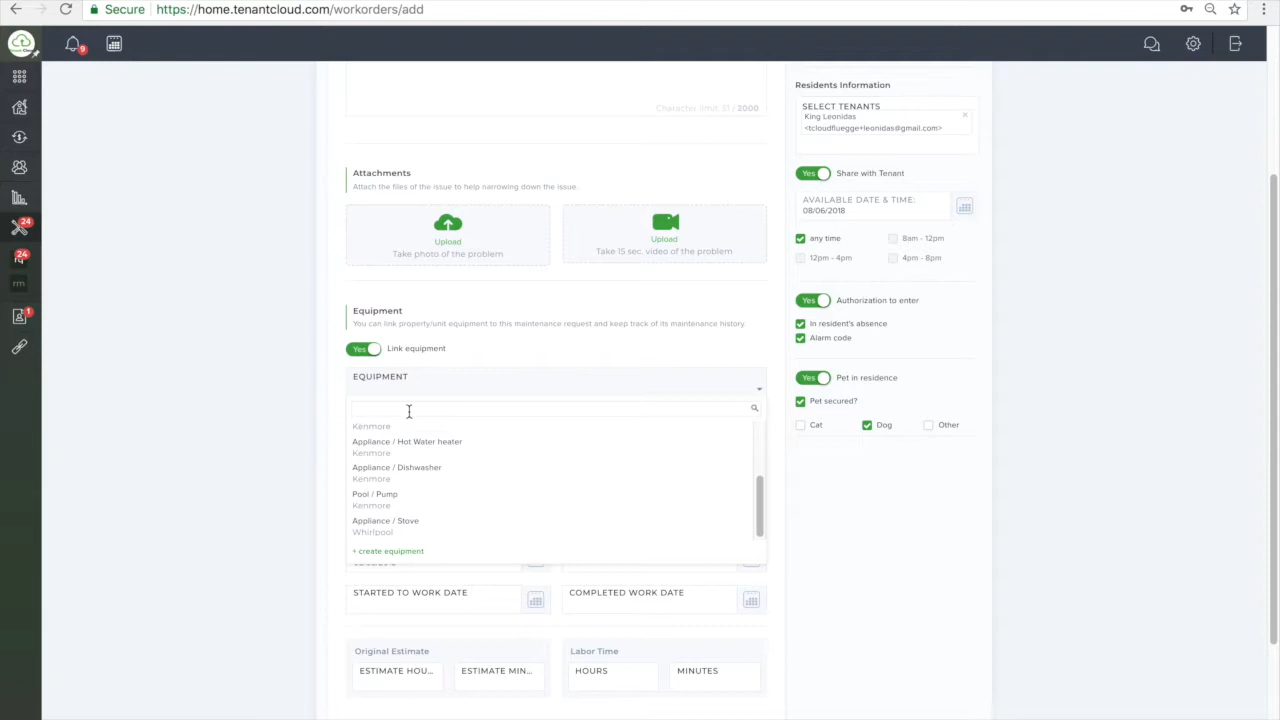 Secure
https://home.tenantcloud.com/workorders/add
9
24
24
rm
1
Character limit: 31 / 2000
Attachments
Attach the files of the issue to help narrowing down the issue.
Upload
Take photo of the problem
Upload
Take 15 sec. video of the problem
Equipment
You can link property/unit equipment to this maintenance request and keep track of its maintenance history.
Yes
Link equipment
EQUIPMENT
Kenmore
Appliance / Hot Water heater
Kenmore
Appliance / Dishwasher
Kenmore
Pool / Pump
Kenmore
Appliance / Stove
Whirlpool
+ create equipment
STARTED TO WORK DATE
COMPLETED WORK DATE
Original Estimate
ESTIMATE HOU...
ESTIMATE MIN...
Labor Time
HOURS
MINUTES
Residents Information
SELECT TENANTS
King Leonidas
<tcloudfluegge+leonidas@gmail.com>
Yes
Share with Tenant
AVAILABLE DATE & TIME:
08/06/2018
any time
8am - 12pm
12pm - 4pm
4pm - 8pm
Yes
Authorization to enter
In resident's absence
Alarm code
Yes
Pet in residence
Pet secured?
Cat
Dog
Other